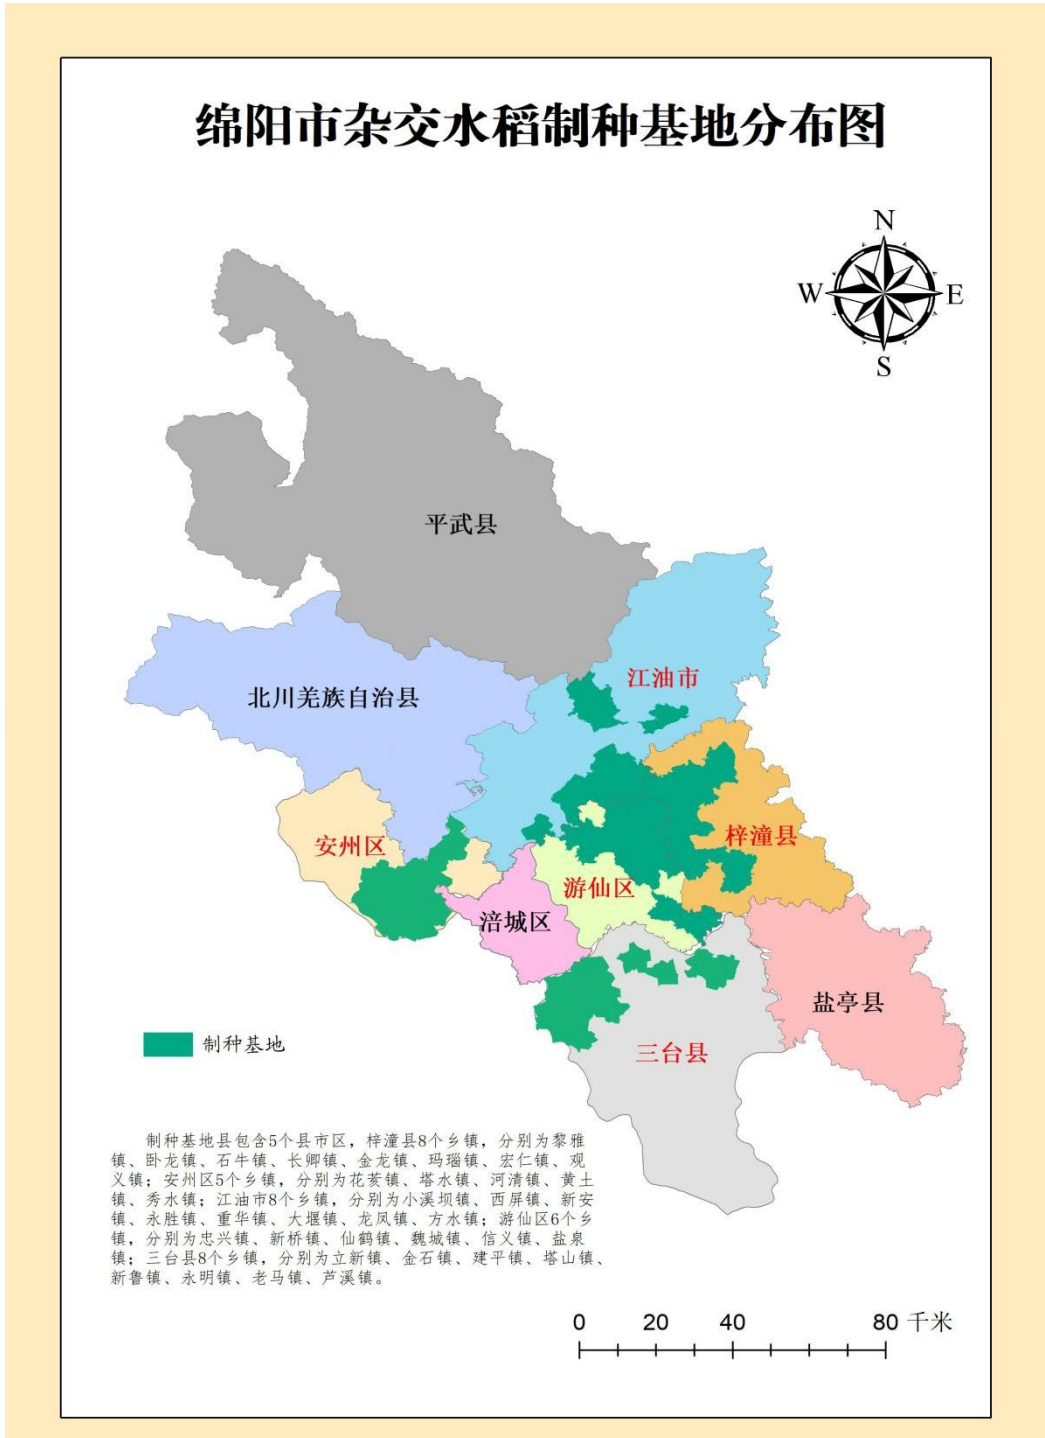 绵阳市杂交水稻制种基地分布图
N
W
E
S
平武县
江油市
北川羌族自治县
安州区
梓潼县
游仙区
涪城区
盐亭县
三台县
制种基地
制种基地县包含5个县市区，梓潼县8个乡镇，分别为黎雅
镇、卧龙镇、石牛镇、长卿镇、金龙镇、玛瑙镇、宏仁镇、观
义镇；安州区5个乡镇，分别为花荄镇、塔水镇、河清镇、黄土
镇、秀水镇；江油市8个乡镇，分别为小溪坝镇、西屏镇、新安
镇、永胜镇、重华镇、大堰镇、龙凤镇、方水镇；游仙区6个乡
镇，分别为忠兴镇、新桥镇、仙鹤镇、魏城镇、信义镇、盐泉
镇；三台县8个乡镇，分别为立新镇、金石镇、建平镇、塔山镇、
新鲁镇、永明镇、老马镇、芦溪镇。
0 20 40 80 千米